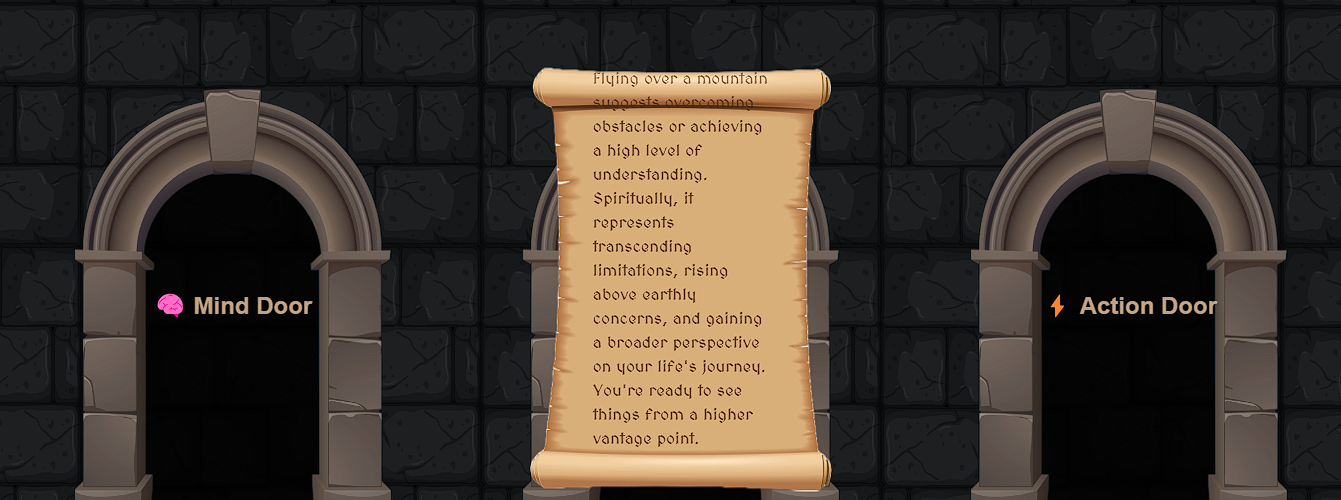 Flying over a mountain
suggests overcoming
obstacles or achieving
a high level of
understanding.
Spiritually, it
represents
transcending
limitations, rising
above earthly
concerns, and gaining
a broader perspective
on your life's journey.
You're ready to see
things from a higher
vantage point.
Mind Door
Action Door